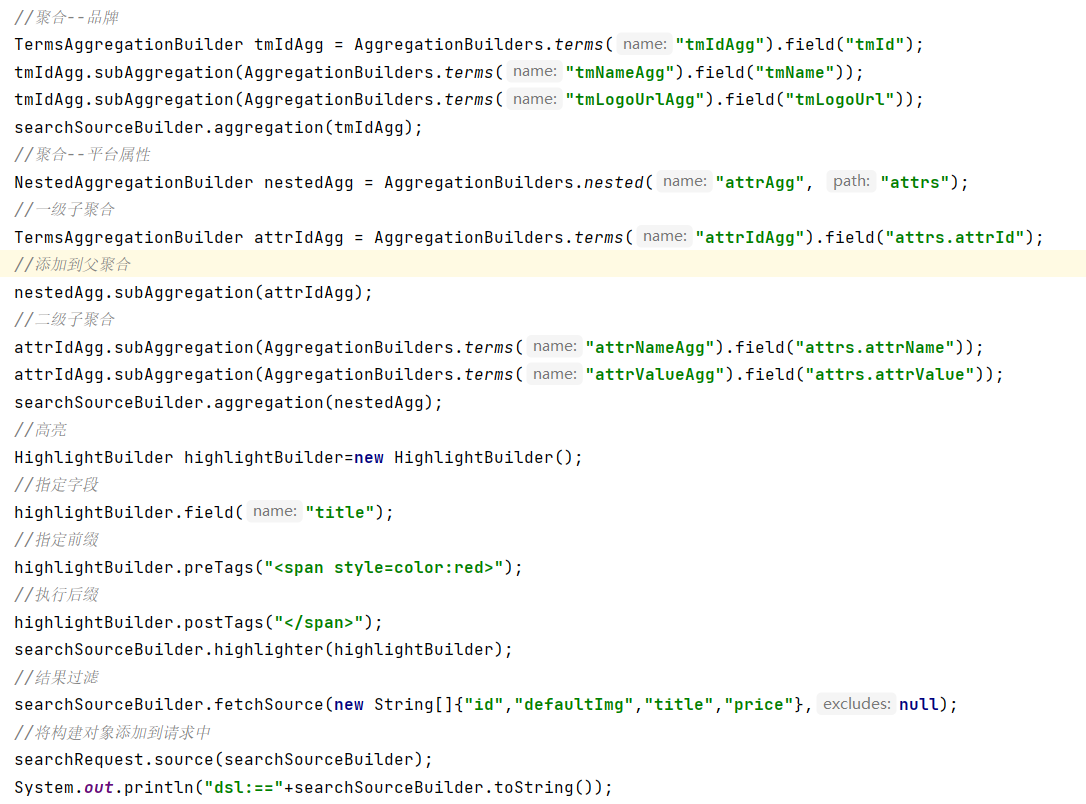 //聚合--品牌
TermsAggregationBuilder tmIdAgg = AggregationBuilders.terms( name: "tmIdAgg").field("tmId");
tmIdAgg.subAggregation(AggregationBuilders.terms( name: "tmNameAgg").field("tmName"));
tmIdAgg.subAggregation(AggregationBuilders.terms( name: "tmLogoUrlAgg").field("tmLogoUrl"));
searchSourceBuilder.aggregation(tmIdAgg);
//聚合--平台属性
NestedAggregationBuilder nestedAgg = AggregationBuilders.nested( name: "attrAgg", path: "attrs");
//一级子聚合
TermsAggregationBuilder attrIdAgg = AggregationBuilders.terms( name: "attrIdAgg").field("attrs.attrId");
//添加到父聚合
nestedAgg.subAggregation(attrIdAgg);
//二级子聚合
attrIdAgg.subAggregation(AggregationBuilders.terms( name: "attrNameAgg").field("attrs.attrName"));
attrIdAgg.subAggregation(AggregationBuilders.terms( name: "attrValueAgg").field("attrs.attrValue"));
searchSourceBuilder.aggregation(nestedAgg);
//高亮
HighlightBuilder highlightBuilder=new HighlightBuilder();
//指定字段
highlightBuilder.field( name: "title");
//指定前缀
highlightBuilder.preTags("<span style=color:red>");
//执行后缀
highlightBuilder.postTags("</span>");
searchSourceBuilder.highlighter(highlightBuilder);
//结果过滤
searchSourceBuilder.fetchSource(new String[]{"id","defaultImg","title","price"}, excludes: null);
//将构建对象添加到请求中
searchRequest.source(searchSourceBuilder);
System.out.println("dsl:=="+searchSourceBuilder.toString());